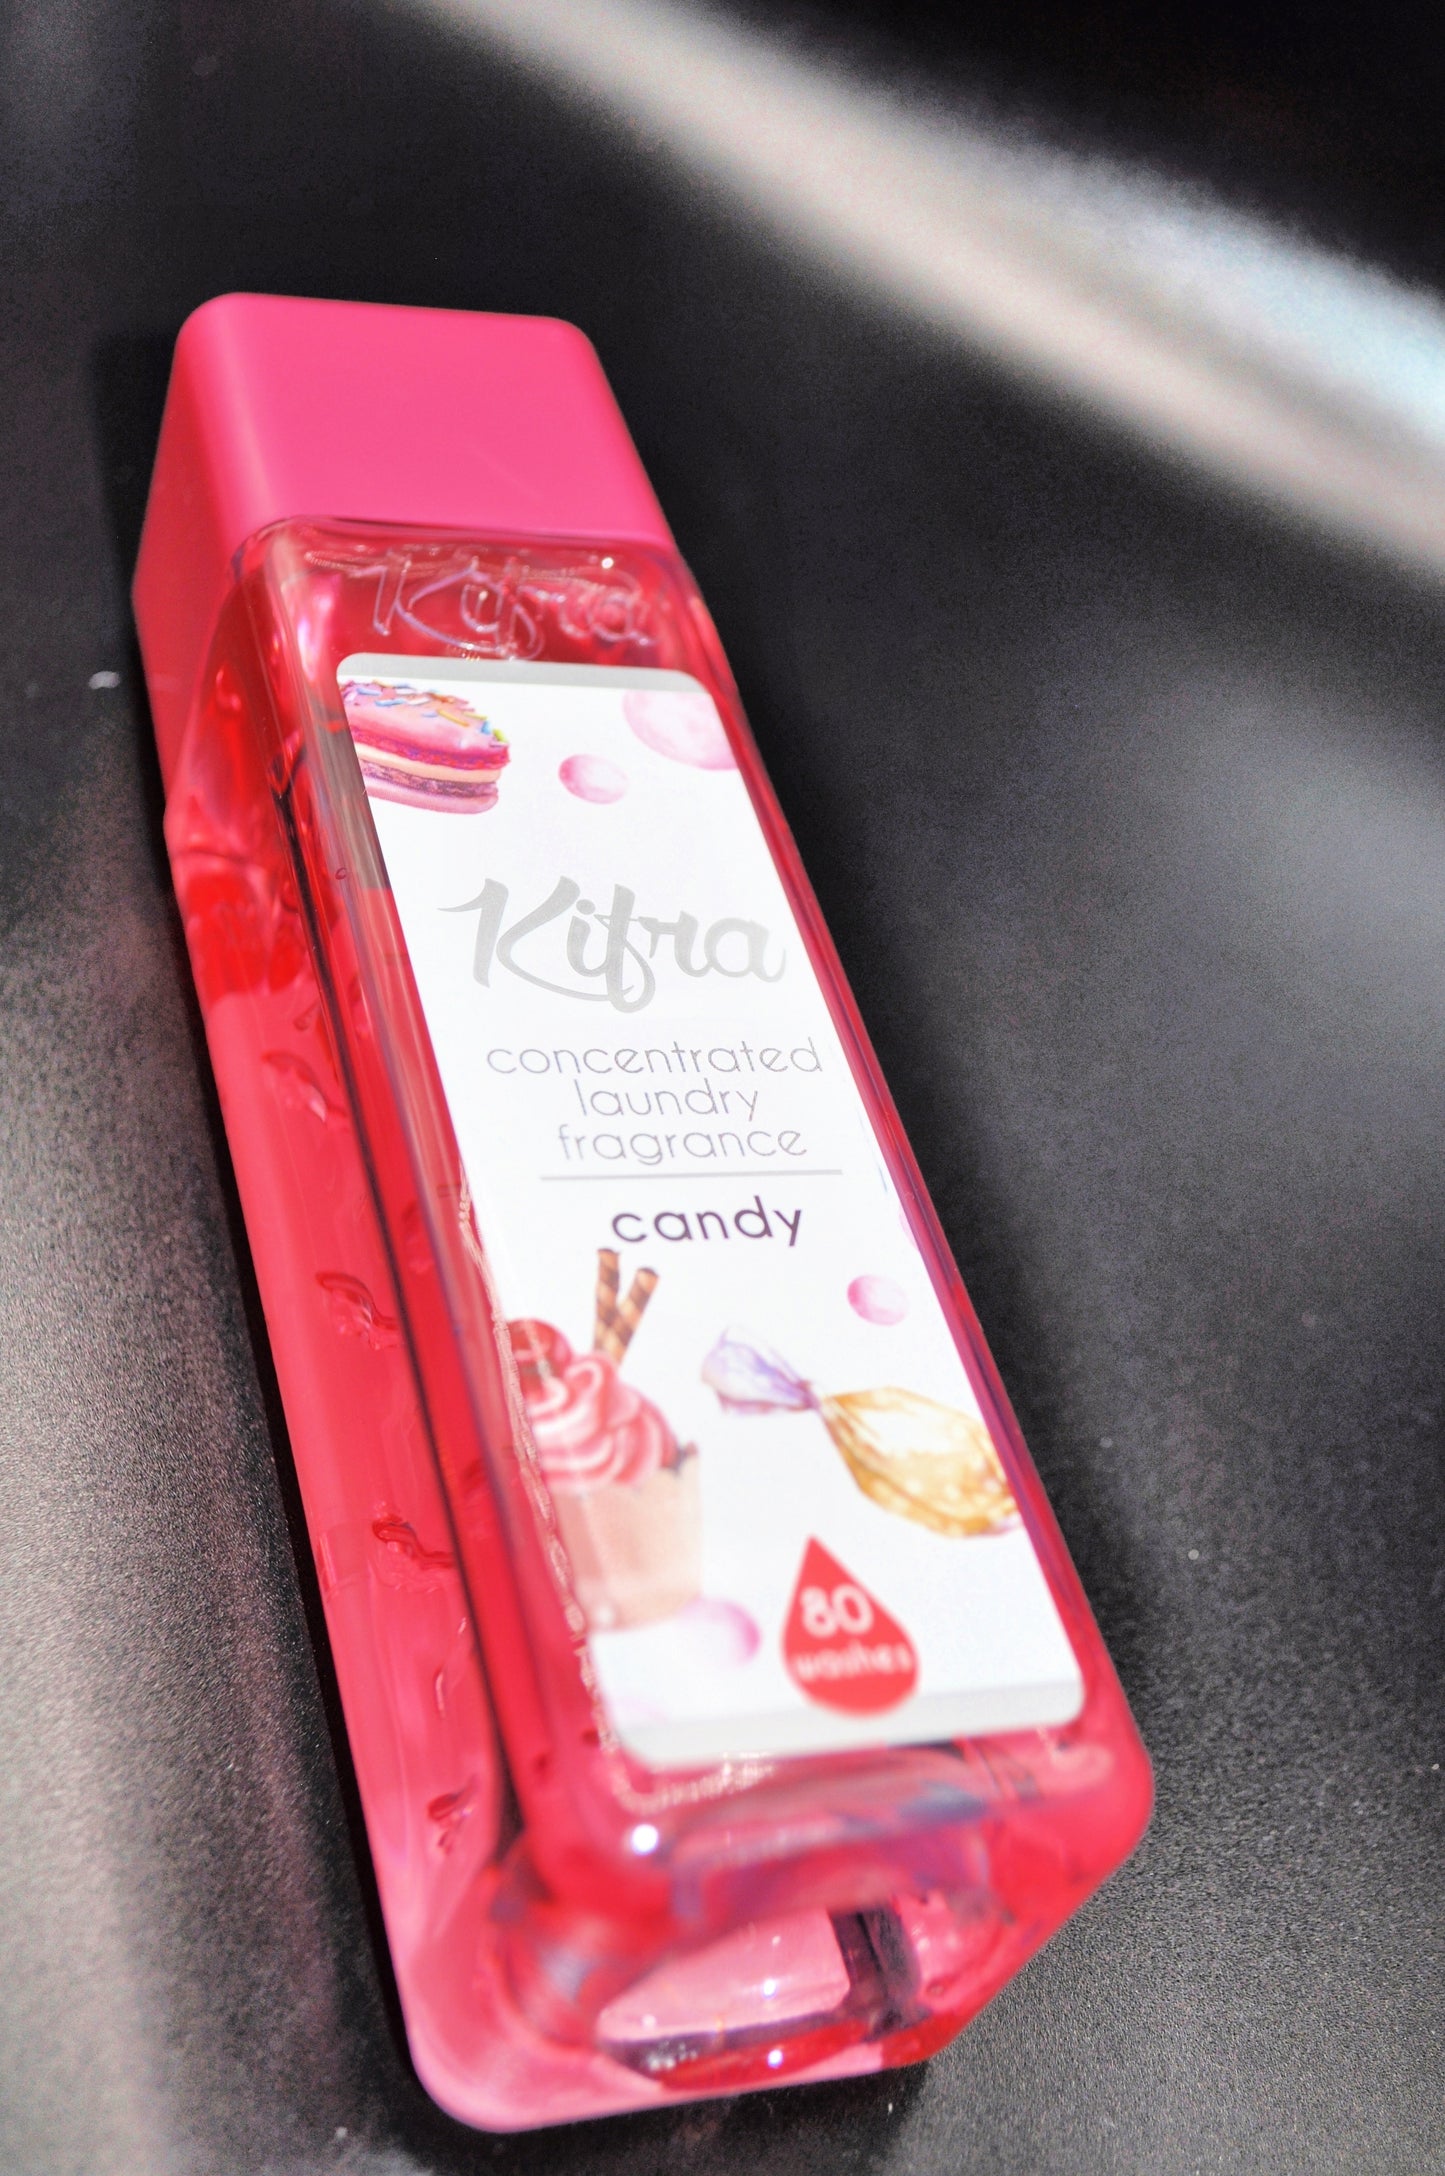 Kifra
Kifra
concentrated
laundry
fragrance
candy
80
washes